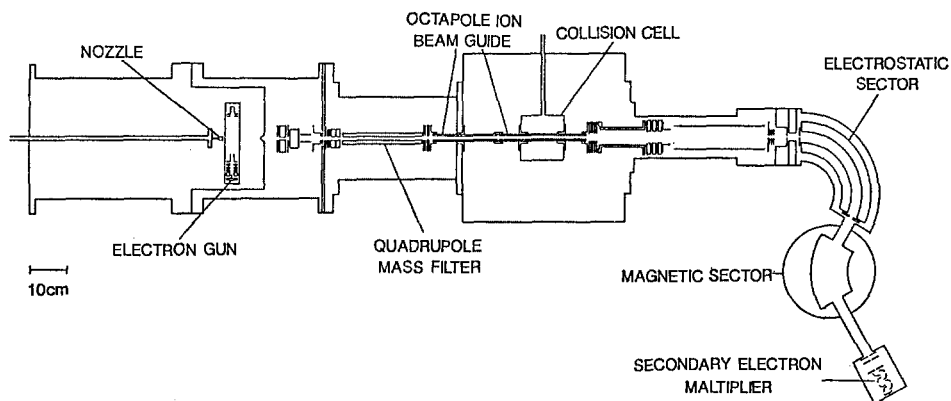 OCTAPOLE ION
BEAM GUIDE
COLLISION CELL
NOZZLE
ELECTROSTATIC
SECTOR
ELECTRON GUN
QUADRUPOLE
MASS FILTER
10cm
MAGNETIC SECTOR
SECONDARY ELECTRON
MALTIPLIER